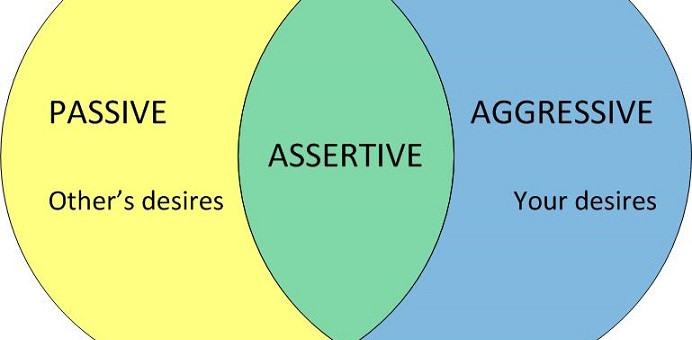 PASSIVE
Other’s desires
ASSERTIVE
AGGRESSIVE
Your desires